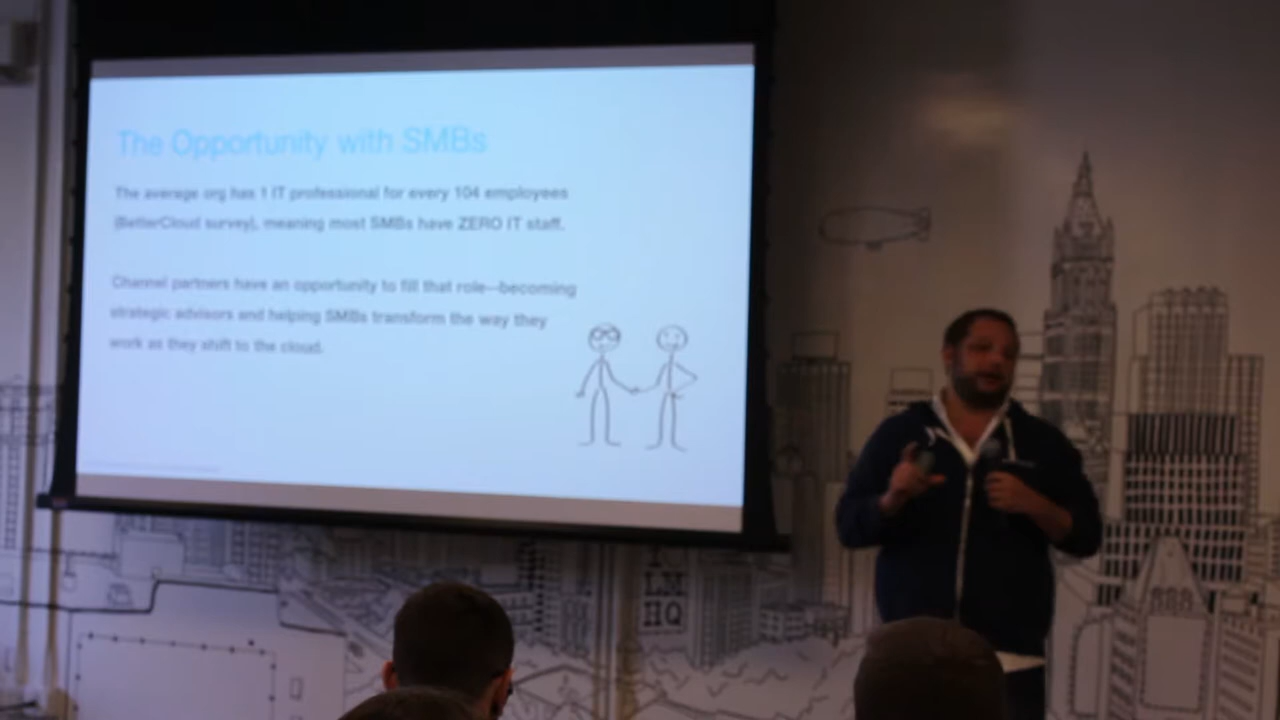 The Opportunity with SMBs
The average org has 1 IT professional for every 104 employees
(BetterCloud survey), meaning most SMBs have ZERO IT staff.
Channel partners have an opportunity to fill that role—becoming
strategic advisors and helping SMBs transform the way they
work as they shift to the cloud.
LM
HQ